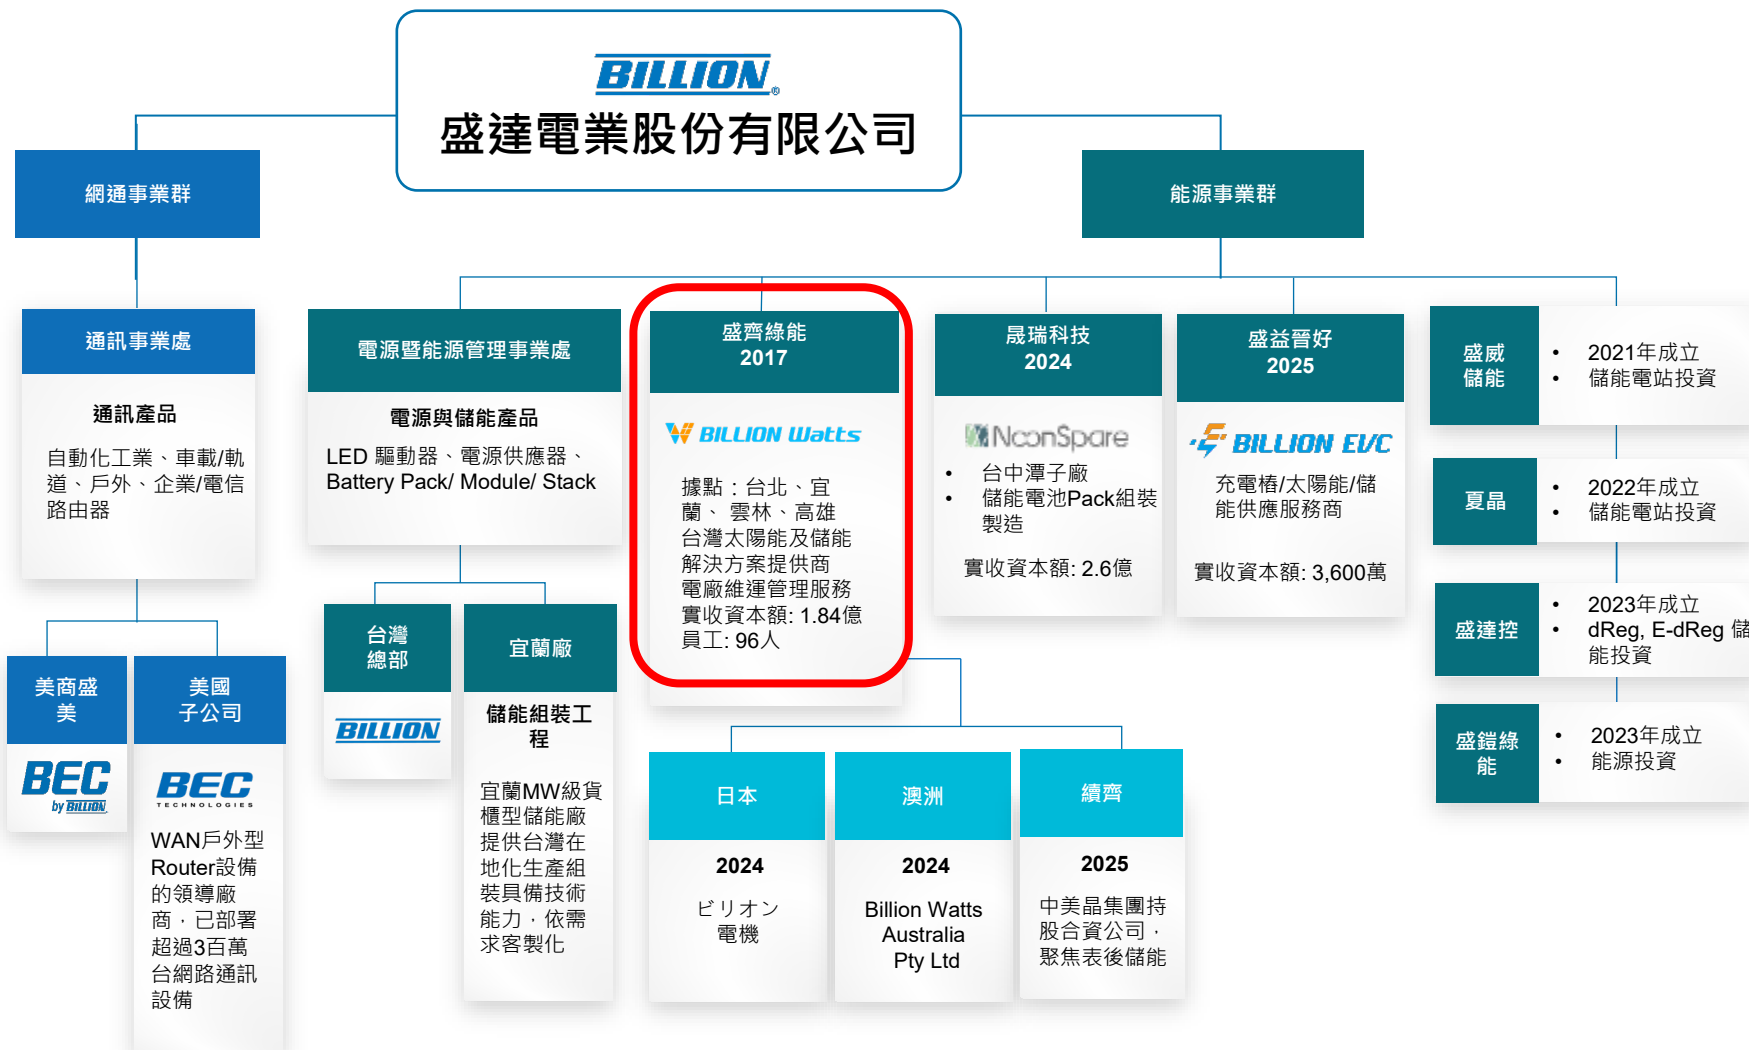 BILLION®
盛達電業股份有限公司
網通事業群
能源事業群
通訊事業處
通訊產品
自動化工業、車載/軌
道、戶外、企業/電信
路由器
美商盛
美
BEC
by BILLION
美國
子公司
BEC
TECHNOLOGIES
WAN戶外型
Router設備
的領導廠
商，已部署
超過3百萬
台網路通訊
設備
電源暨能源管理事業處
電源與儲能產品
LED 驅動器、電源供應器、
Battery Pack/ Module/ Stack
台灣
總部
BILLION
宜蘭廠
儲能組裝工
程
宜蘭MW級貨
櫃型儲能廠
提供台灣在
地化生產組
裝具備技術
能力，依需
求客製化
盛齊綠能
2017
BILLION Watts
據點：台北、宜
蘭、 雲林、高雄
台灣太陽能及儲能
解決方案提供商
電廠維運管理服務
實收資本額: 1.84億
員工: 96人
日本
2024
ビリオン
電機
澳洲
2024
Billion Watts
Australia
Pty Ltd
續齊
2025
中美晶集團持
股合資公司，
聚焦表後儲能
晟瑞科技
2024
NoonSpare
• 台中潭子廠
• 儲能電池Pack組裝
製造
實收資本額: 2.6億
盛益晉好
2025
BILLION EVC
充電樁/太陽能/儲
能供應服務商
實收資本額: 3,600萬
盛威
儲能
• 2021年成立
• 儲能電站投資
夏晶
• 2022年成立
• 儲能電站投資
盛達控
• 2023年成立
• dReg, E-dReg 儲
能投資
盛鎧綠
能
• 2023年成立
• 能源投資